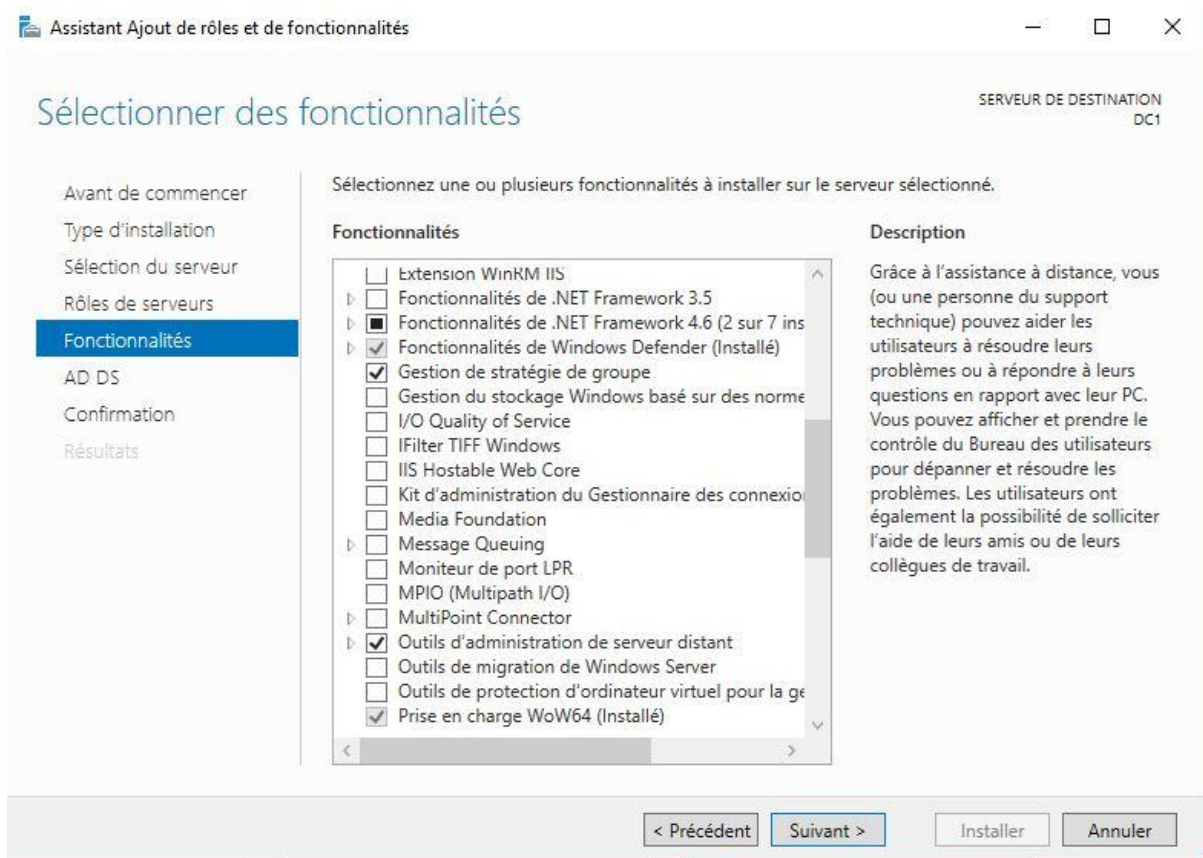 Assistant Ajout de rôles et de fonctionnalités
Sélectionner des fonctionnalités
SERVEUR DE DESTINATION
DC1
Avant de commencer
Type d'installation
Sélection du serveur
Rôles de serveurs
Fonctionnalités
AD DS
Confirmation
Résultats
Sélectionnez une ou plusieurs fonctionnalités à installer sur le serveur sélectionné.
Fonctionnalités
Extension WinRM IIS
Fonctionnalités de .NET Framework 3.5
Fonctionnalités de .NET Framework 4.6 (2 sur 7 ins
Fonctionnalités de Windows Defender (Installé)
Gestion de stratégie de groupe
Gestion du stockage Windows basé sur des norme
I/O Quality of Service
IFilter TIFF Windows
IIS Hostable Web Core
Kit d'administration du Gestionnaire des connexio
Media Foundation
Message Queuing
Moniteur de port LPR
MPIO (Multipath I/O)
MultiPoint Connector
Outils d'administration de serveur distant
Outils de migration de Windows Server
Outils de protection d'ordinateur virtuel pour la ge
Prise en charge WoW64 (Installé)
Description
Grâce à l'assistance à distance, vous
(ou une personne du support
technique) pouvez aider les
utilisateurs à résoudre leurs
problèmes ou à répondre à leurs
questions en rapport avec leur PC.
Vous pouvez afficher et prendre le
contrôle du Bureau des utilisateurs
pour dépanner et résoudre les
problèmes. Les utilisateurs ont
également la possibilité de solliciter
l'aide de leurs amis ou de leurs
collègues de travail.
< Précédent
Suivant >
Installer
Annuler